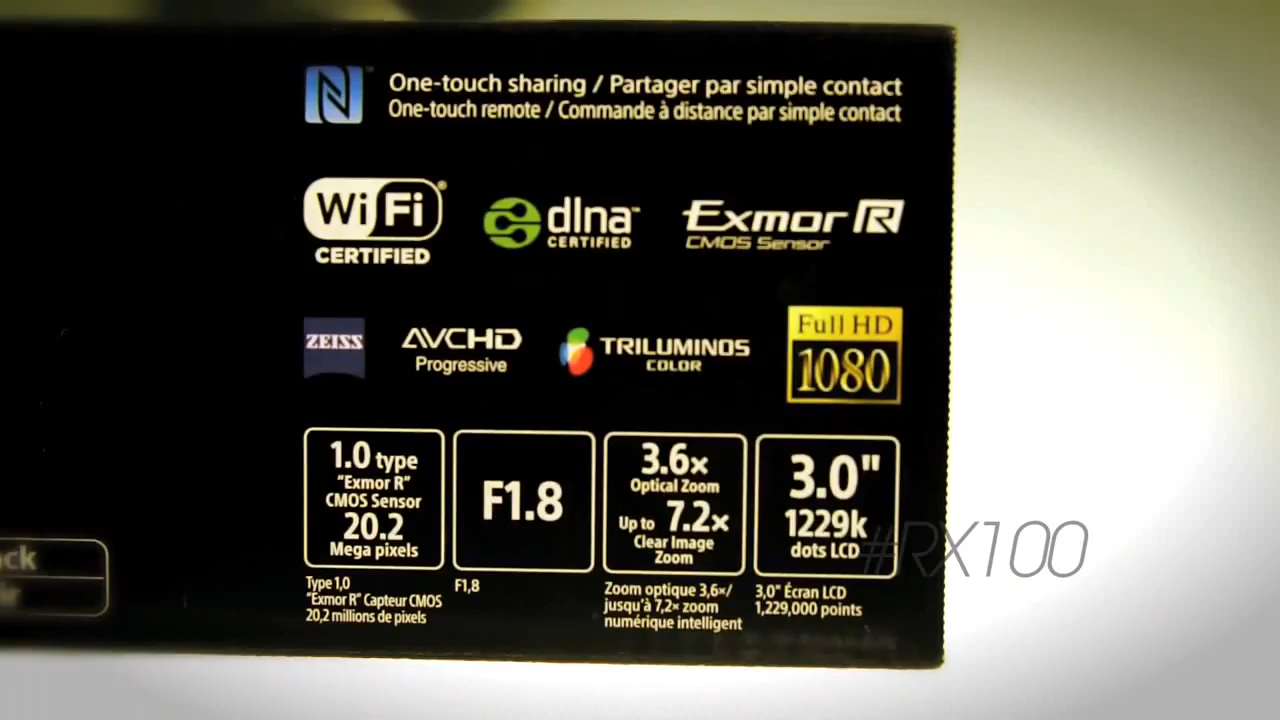 One-touch sharing / Partager par simple contact
One-touch remote / Commande à distance par simple contact
Wi Fi
CERTIFIED
dlna
CERTIFIED
Exmor R
CMOS Sensor
ZEISS
AVCHD
Progressive
TRILUMINOS
COLOR
Full HD
1080
1.0 type
"Exmor R"
CMOS Sensor
20.2
Mega pixels
F1.8
3.6x
Optical Zoom
Up to 7.2x
Clear Image
Zoom
3.0"
1229k
dots LCD
Type 1,0
"Exmor R" Capteur CMOS
20,2 millions de pixels
F1,8
Zoom optique 3,6×/
jusqu'à 7,2× zoom
numérique intelligent
3,0" Écran LCD
1,229,000 points
#RX100